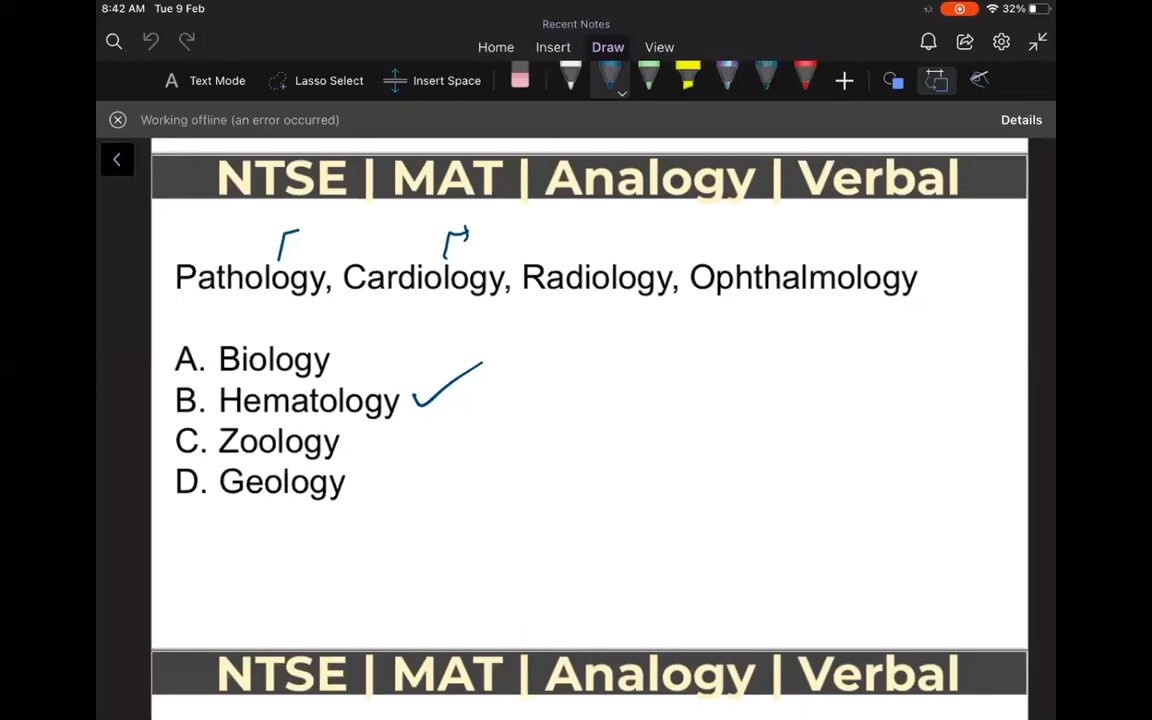 8:42 AM Tue 9 Feb
32%
Recent Notes
Home Insert Draw View
Text Mode Lasso Select Insert Space
Working offline (an error occurred) Details
NTSE | MAT | Analogy | Verbal
Pathology, Cardiology, Radiology, Ophthalmology
A. Biology
B. Hematology
C. Zoology
D. Geology
NTSE | MAT | Analogy | Verbal